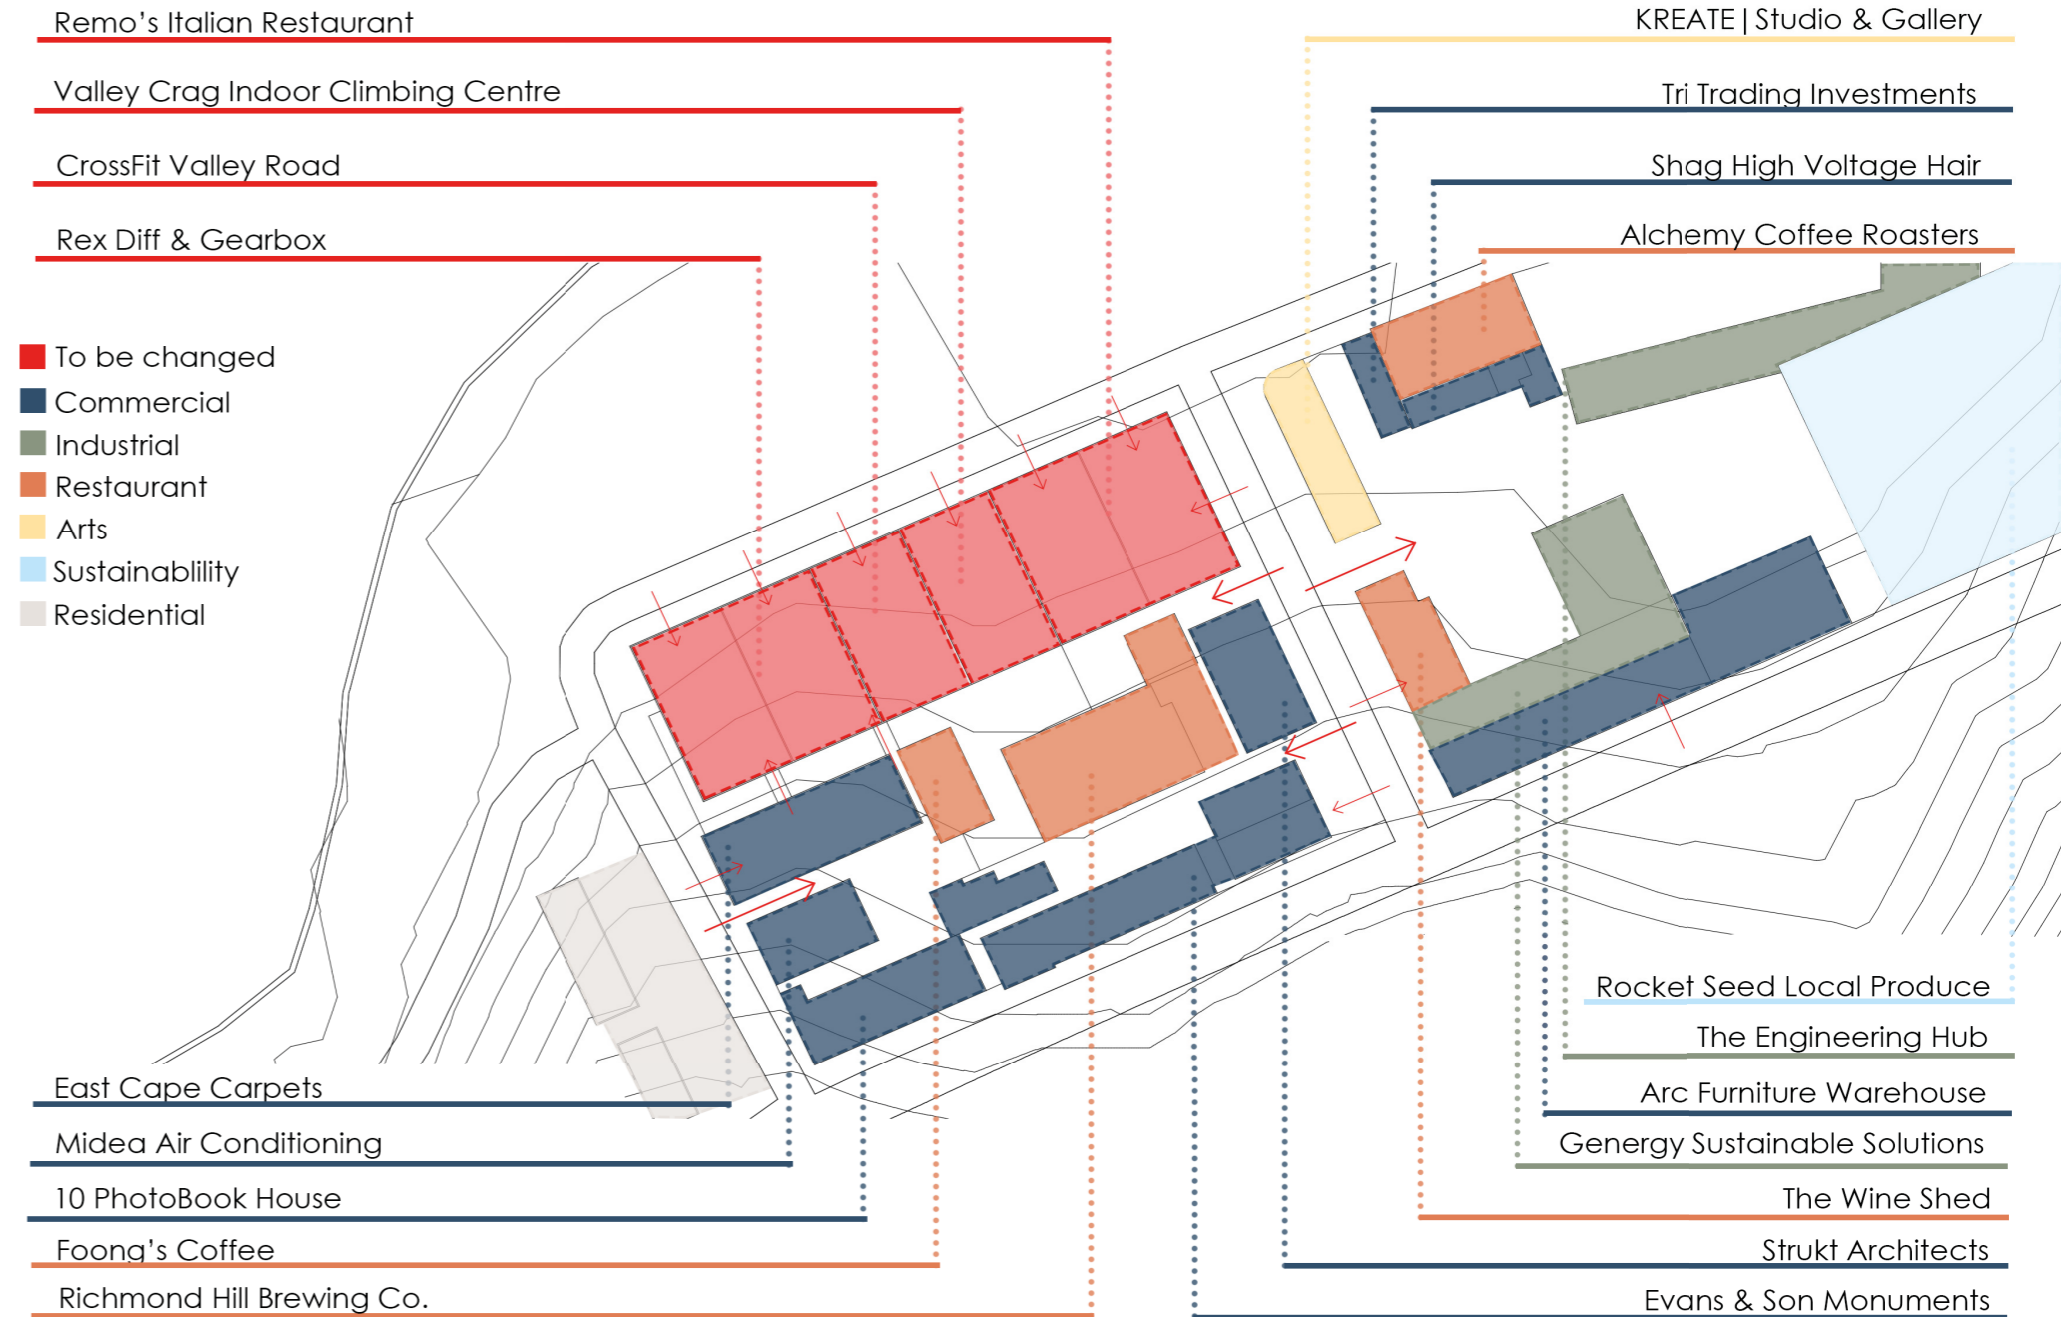 Remo’s Italian Restaurant
Valley Crag Indoor Climbing Centre
CrossFit Valley Road
Rex Diff & Gearbox
KREATE|Studio & Gallery
Tri Trading Investments
Shag High Voltage Hair
Alchemy Coffee Roasters
To be changed
Commercial
Industrial
Restaurant
Arts
Sustainablility
Residential
East Cape Carpets
Midea Air Conditioning
10 PhotoBook House
Foong’s Coffee
Richmond Hill Brewing Co.
Rocket Seed Local Produce
The Engineering Hub
Arc Furniture Warehouse
Genergy Sustainable Solutions
The Wine Shed
Strukt Architects
Evans & Son Monuments